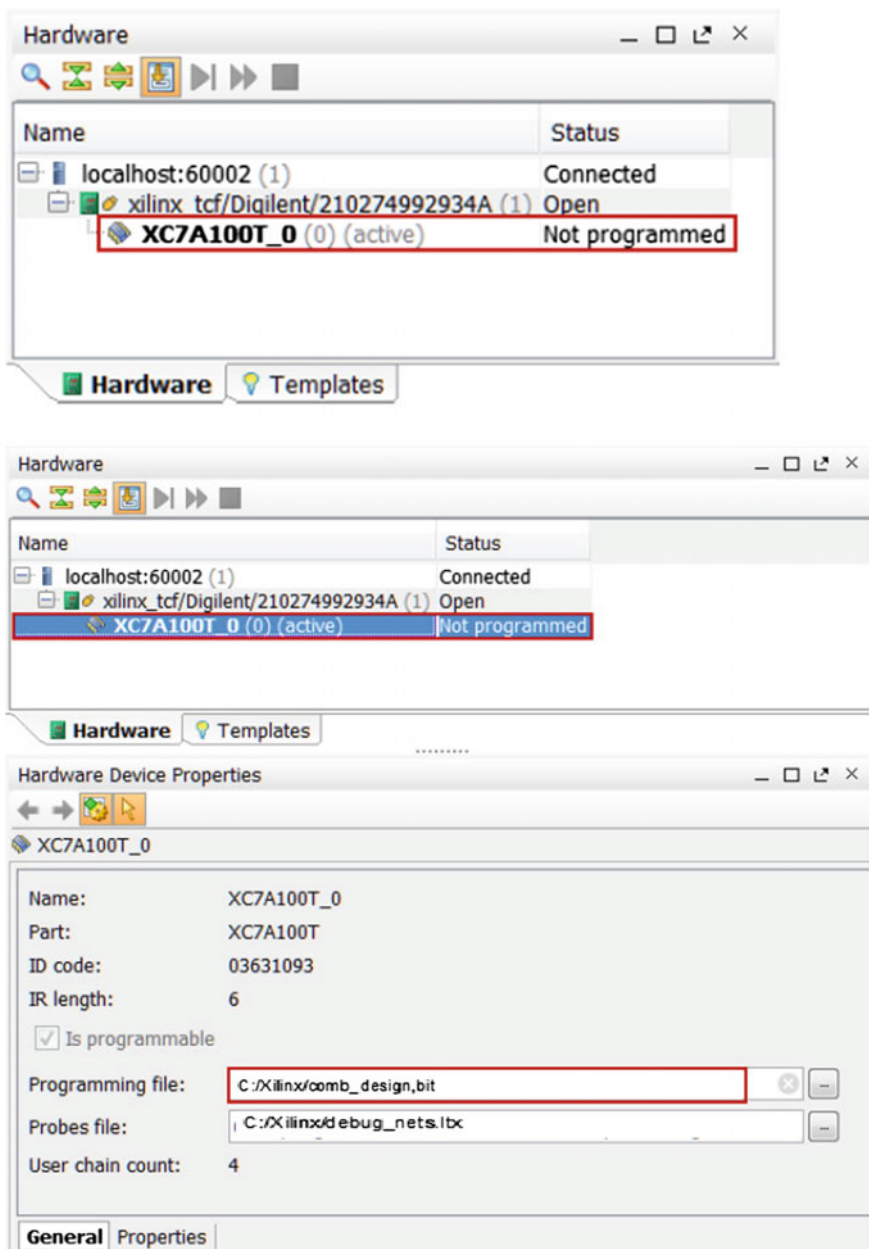 Hardware
Name Status
localhost:60002 (1) Connected
xilinx_tcf/Digilent/210274992934A (1) Open
XC7A100T_0 (0) (active) Not programmed
Hardware Templates
Hardware
Name Status
localhost:60002 (1) Connected
xilinx_tcf/Digilent/210274992934A (1) Open
XC7A100T_0 (0) (active) Not programmed
Hardware Templates
Hardware Device Properties
XC7A100T_0
Name: XC7A100T_0
Part: XC7A100T
ID code: 03631093
IR length: 6
Is programmable
Programming file: C:/Xilinx/comb_design,bit
Probes file: C:/Xilinx/debug_nets.ltx
User chain count: 4
General Properties